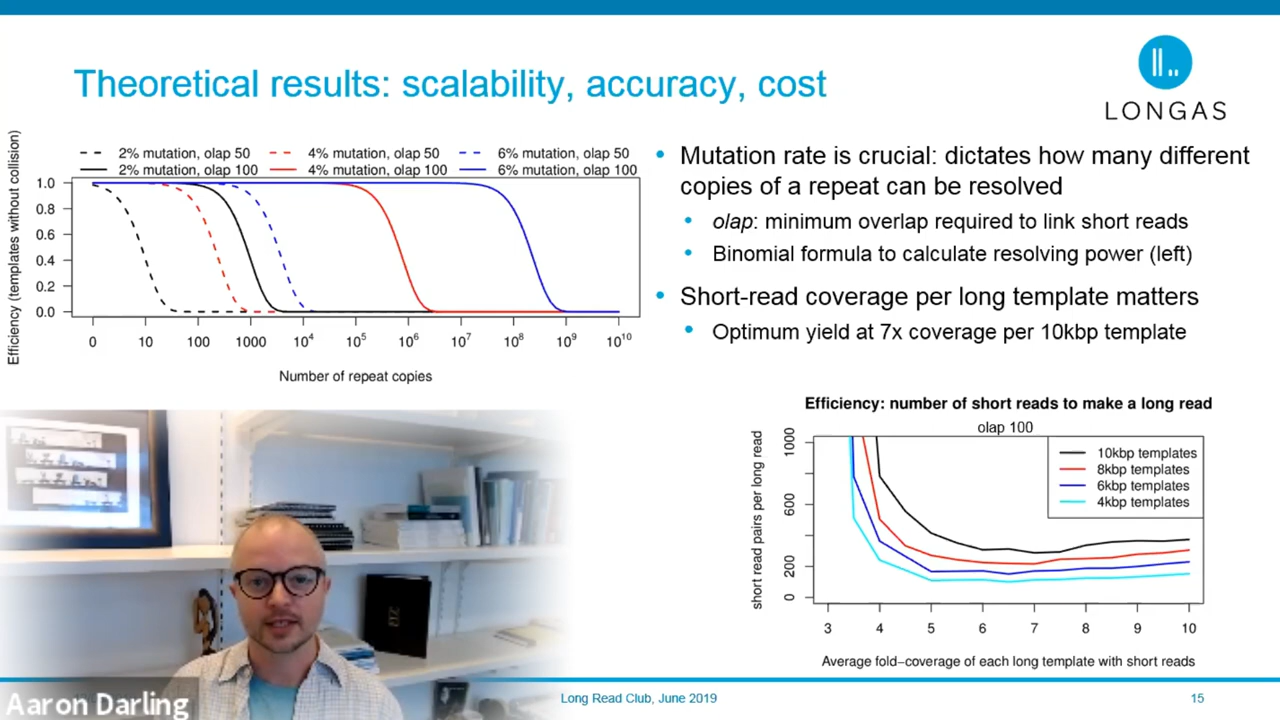 Theoretical results: scalability, accuracy, cost
LONGAS
2% mutation, olap 50
4% mutation, olap 50
6% mutation, olap 50
2% mutation, olap 100
4% mutation, olap 100
6% mutation, olap 100
Efficiency (templates without collision)
1.0
0.8
0.6
0.4
0.2
0.0
0 10 100 1000 10⁴ 10⁵ 10⁶ 10⁷ 10⁸ 10⁹ 10¹⁰
Number of repeat copies
• Mutation rate is crucial: dictates how many different
copies of a repeat can be resolved
• olap: minimum overlap required to link short reads
• Binomial formula to calculate resolving power (left)
• Short-read coverage per long template matters
• Optimum yield at 7x coverage per 10kbp template
Efficiency: number of short reads to make a long read
olap 100
short read pairs per long read
1000
600
200
0
10kbp templates
8kbp templates
6kbp templates
4kbp templates
3 4 5 6 7 8 9 10
Average fold−coverage of each long template with short reads
Aaron Darling
Long Read Club, June 2019
15